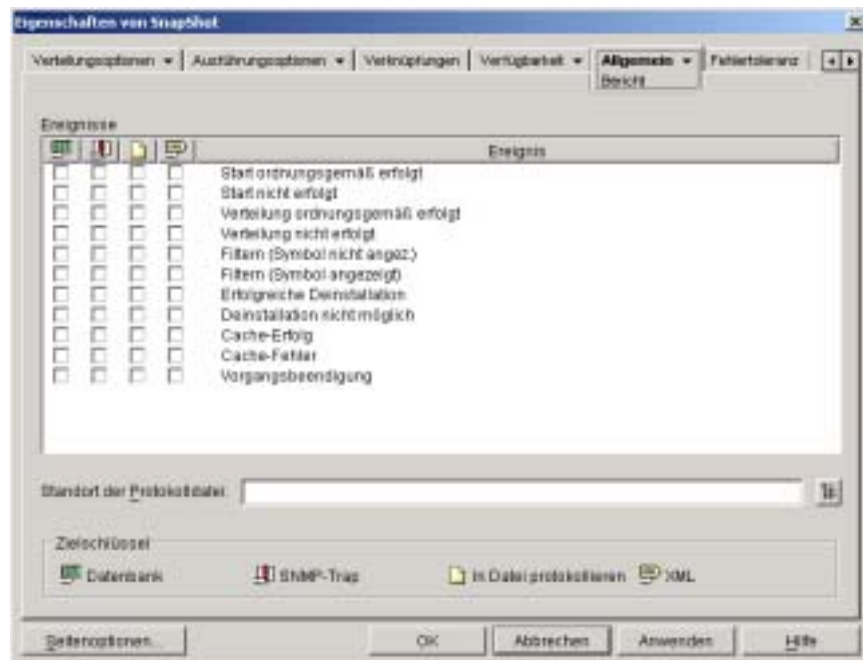 Eigenschaften von SnapShot
Verteilungsoptionen
Ausführungsoptionen
Verknüpfungen
Verfügbarkeit
Allgemein
Fehlertoleranz
Bericht
Ereignisse
Ereignis
Start ordnungsgemäß erfolgt
Start nicht erfolgt
Verteilung ordnungsgemäß erfolgt
Verteilung nicht erfolgt
Filtern (Symbol nicht angez.)
Filtern (Symbol angezeigt)
Erfolgreiche Deinstallation
Deinstallation nicht möglich
Cache-Erfolg
Cache-Fehler
Vorgangsbeendigung
Standort der Protokolldatei:
Zielschlüssel
Datenbank
SNMP-Trap
In Datei protokollieren
XML
Seitenoptionen...
OK
Abbrechen
Anwenden
Hilfe